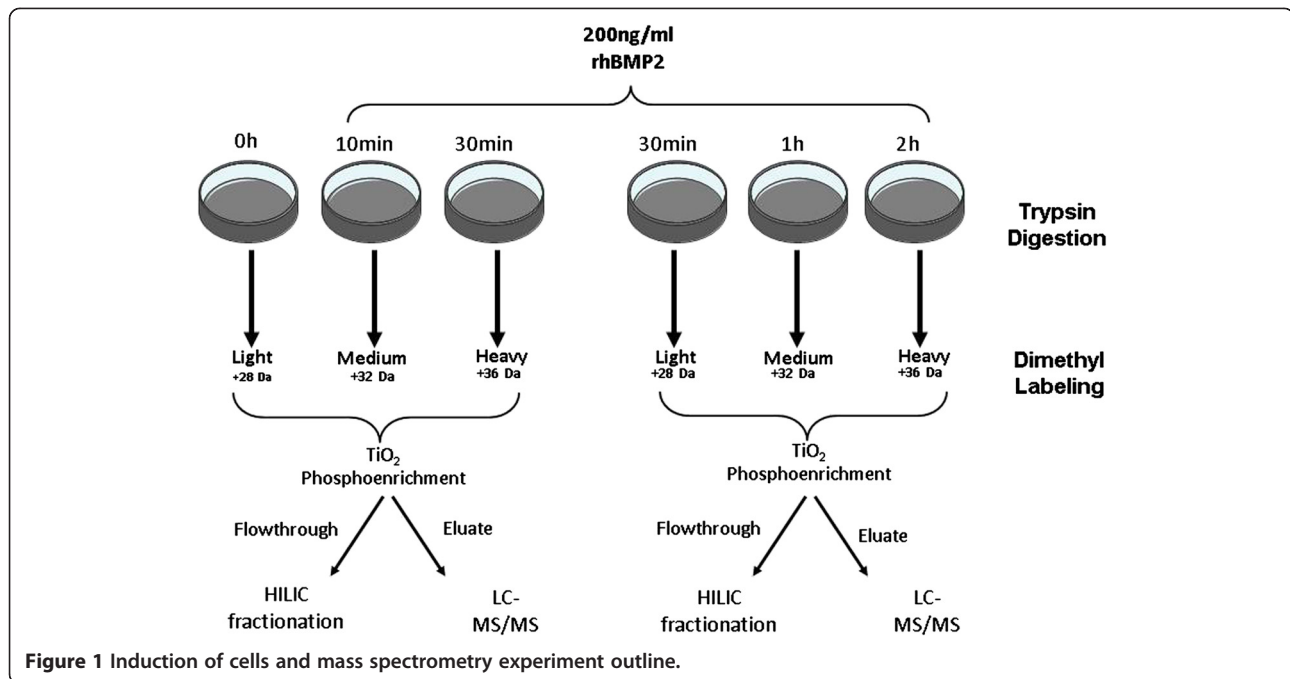 200ng/ml
rhBMP2
0h 10min 30min 30min 1h 2h
Trypsin
Digestion
Light Medium Heavy Light Medium Heavy
+28 Da +32 Da +36 Da +28 Da +32 Da +36 Da
Dimethyl
Labeling
TiO₂
Phosphoenrichment
Flowthrough Eluate
HILIC
fractionation
LC-
MS/MS
TiO₂
Phosphoenrichment
Flowthrough Eluate
HILIC
fractionation
LC-
MS/MS
Figure 1 Induction of cells and mass spectrometry experiment outline.